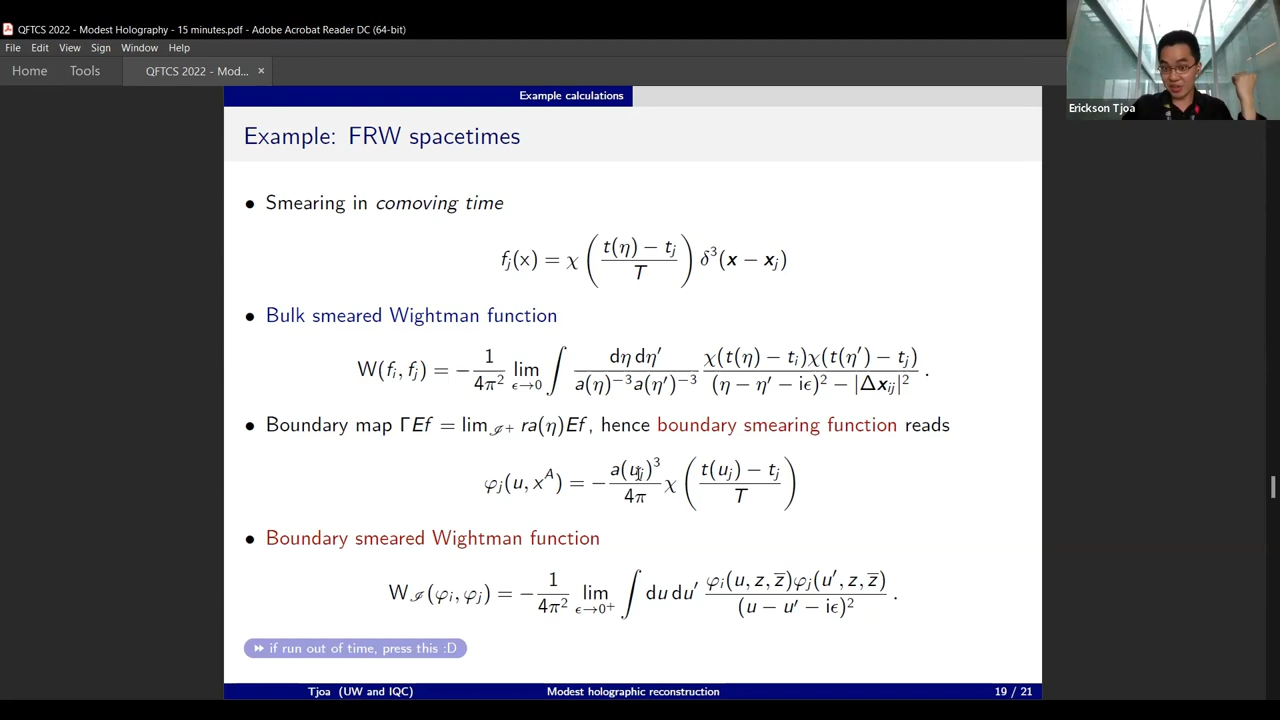 QFTCS 2022 - Modest Holography - 15 minutes.pdf - Adobe Acrobat Reader DC (64-bit)
File Edit View Sign Window Help
Home Tools QFTCS 2022 - Mod... ×
Erickson Tjoa
Example calculations
Example: FRW spacetimes
• Smearing in comoving time
f_j(x) = χ ( (t(η) − t_j) / T ) δ³(x − x_j)
• Bulk smeared Wightman function
W(f_i, f_j) = − 1/(4π²) lim_{ϵ→0} ∫ (dη dη′) / (a(η)^{−3} a(η′)^{−3}) (χ(t(η) − t_i)χ(t(η′) − t_j)) / ((η − η′ − iϵ)² − |Δx_{ij}|²) .
• Boundary map ΓEf = lim_{ℐ⁺} ra(η)Ef, hence boundary smearing function reads
φ_j(u, x^A) = − a(u_j)³/(4π) χ ( (t(u_j) − t_j) / T )
• Boundary smeared Wightman function
W_ℐ(φ_i, φ_j) = − 1/(4π²) lim_{ϵ→0⁺} ∫ du du′ (φ_i(u, z, z̅)φ_j(u′, z, z̅)) / (u − u′ − iϵ)² .
▸▸ if run out of time, press this :D
Tjoa (UW and IQC) Modest holographic reconstruction 19 / 21